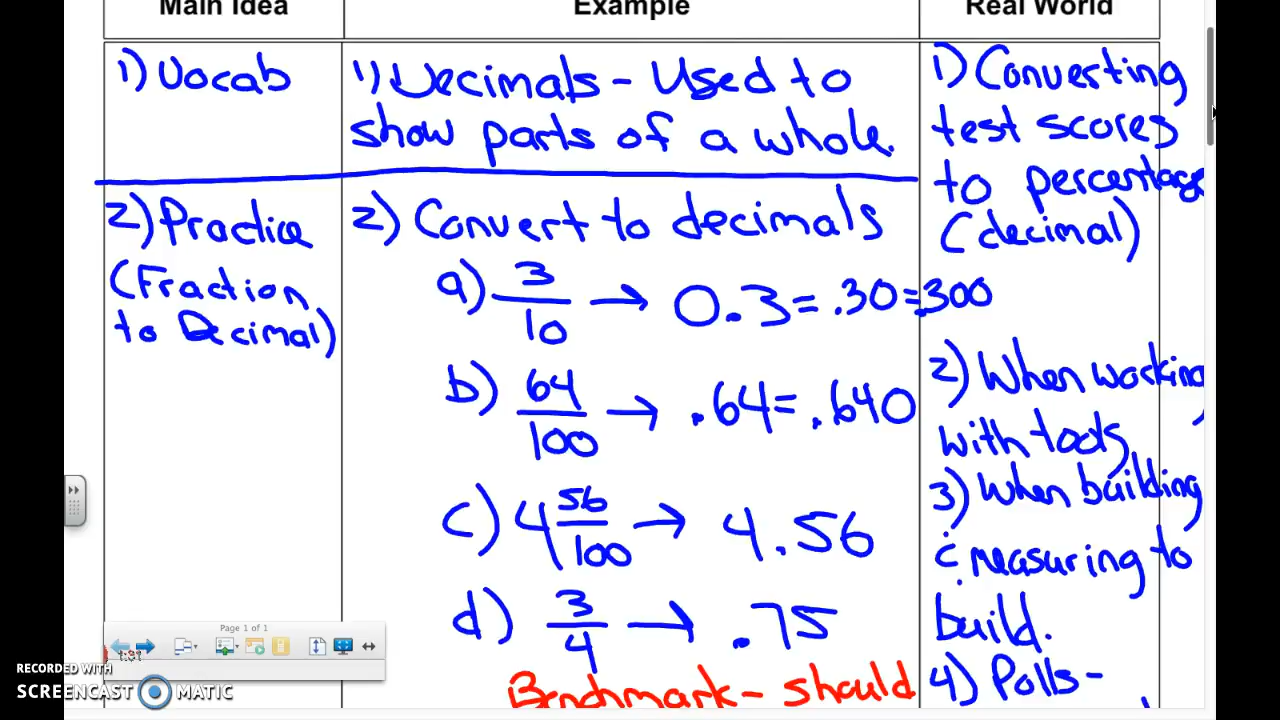 Main Idea
Example
Real World
1) Vocab
1) Decimals - Used to
show parts of a whole.
2) Practice
(Fraction
to Decimal)
2) Convert to decimals
a) 3/10 → 0.3 = .30 = .300
b) 64/100 → .64 = .640
c) 4 56/100 → 4.56
d) 3/4 → .75
Benchmark - should
1) Converting
test scores
to percentage
(decimal)
2) When working
with tools
3) When building
& measuring to
build.
4) Polls -
Page 1 of 1
1:31
RECORDED WITH
SCREENCAST MATIC